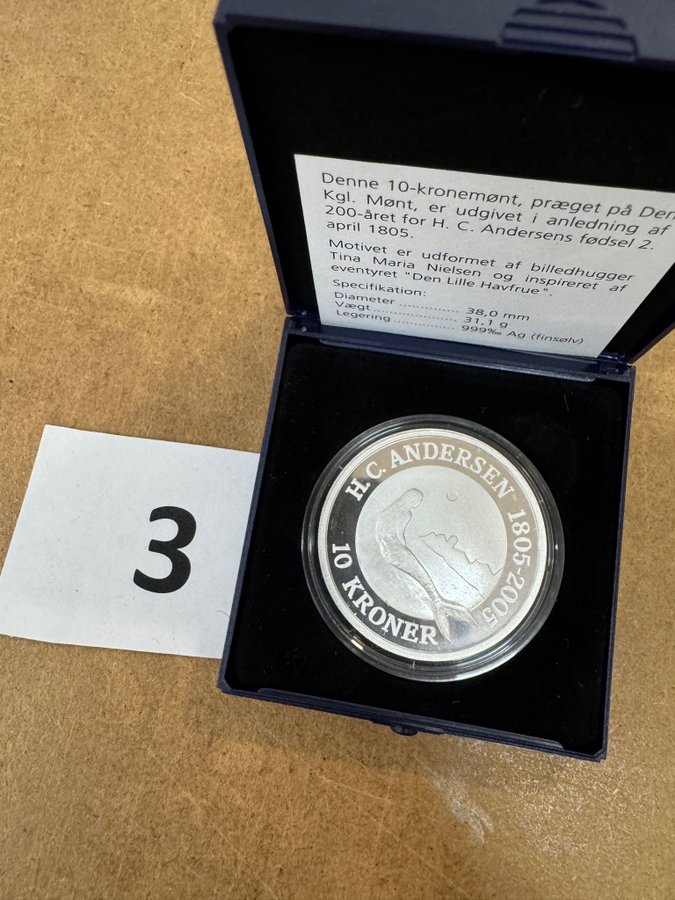 Denne 10-kronemønt, præget på Den
Kgl. Mønt, er udgivet i anledning af
200-året for H. C. Andersens fødsel 2.
april 1805.
Motivet er udformet af billedhugger
Tina Maria Nielsen og inspireret af
eventyret "Den Lille Havfrue".
Specifikation:
Diameter .............. 38,0 mm
Vægt ..................... 31,1 g
Legering ............... 999‰ Ag (finsølv)
H.C. ANDERSEN 1805-2005
10 KRONER
3